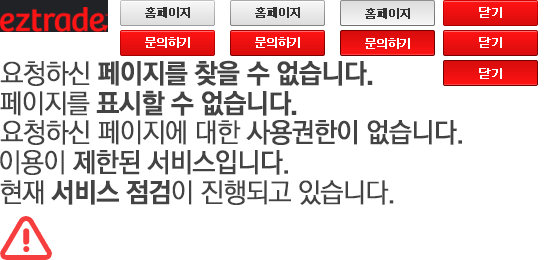 eztrade
홈페이지 홈페이지 홈페이지 닫기
문의하기 문의하기 문의하기 닫기
닫기
요청하신 페이지를 찾을 수 없습니다.
페이지를 표시할 수 없습니다.
요청하신 페이지에 대한 사용권한이 없습니다.
이용이 제한된 서비스입니다.
현재 서비스 점검이 진행되고 있습니다.